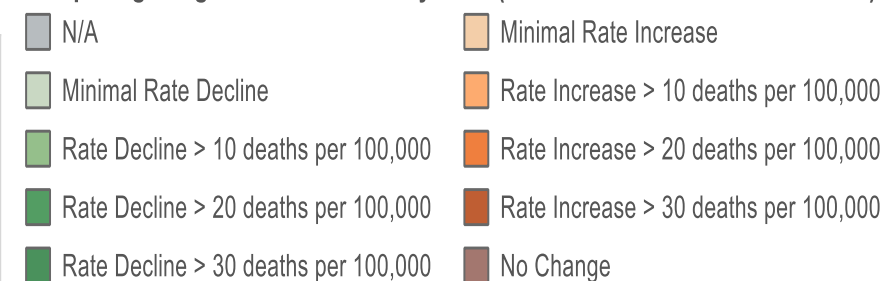 N/A
Minimal Rate Decline
Rate Decline > 10 deaths per 100,000
Rate Decline > 20 deaths per 100,000
Rate Decline > 30 deaths per 100,000
Minimal Rate Increase
Rate Increase > 10 deaths per 100,000
Rate Increase > 20 deaths per 100,000
Rate Increase > 30 deaths per 100,000
No Change